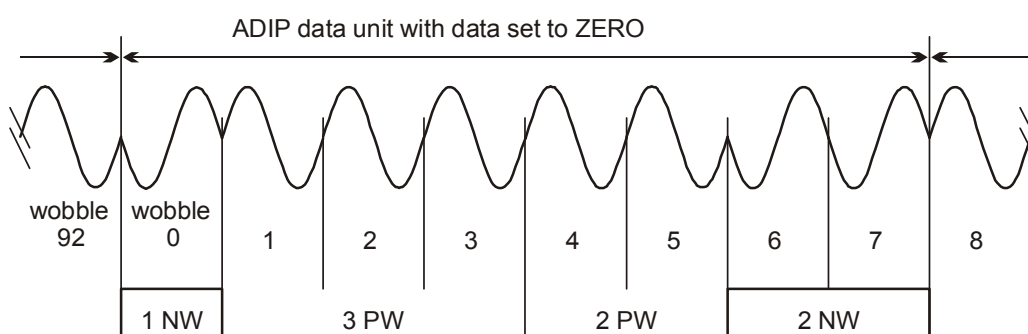 ADIP data unit with data set to ZERO
wobble 92
wobble 0
1 2 3 4 5 6 7 8
1 NW 3 PW 2 PW 2 NW